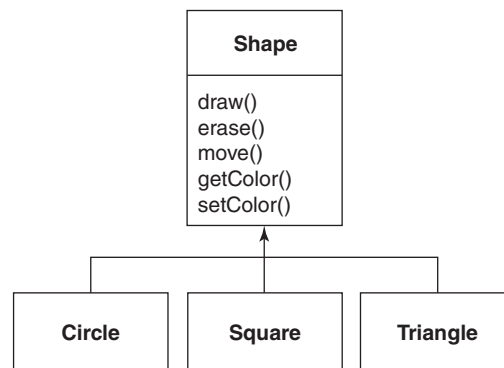 Shape
draw()
erase()
move()
getColor()
setColor()
Circle
Square
Triangle